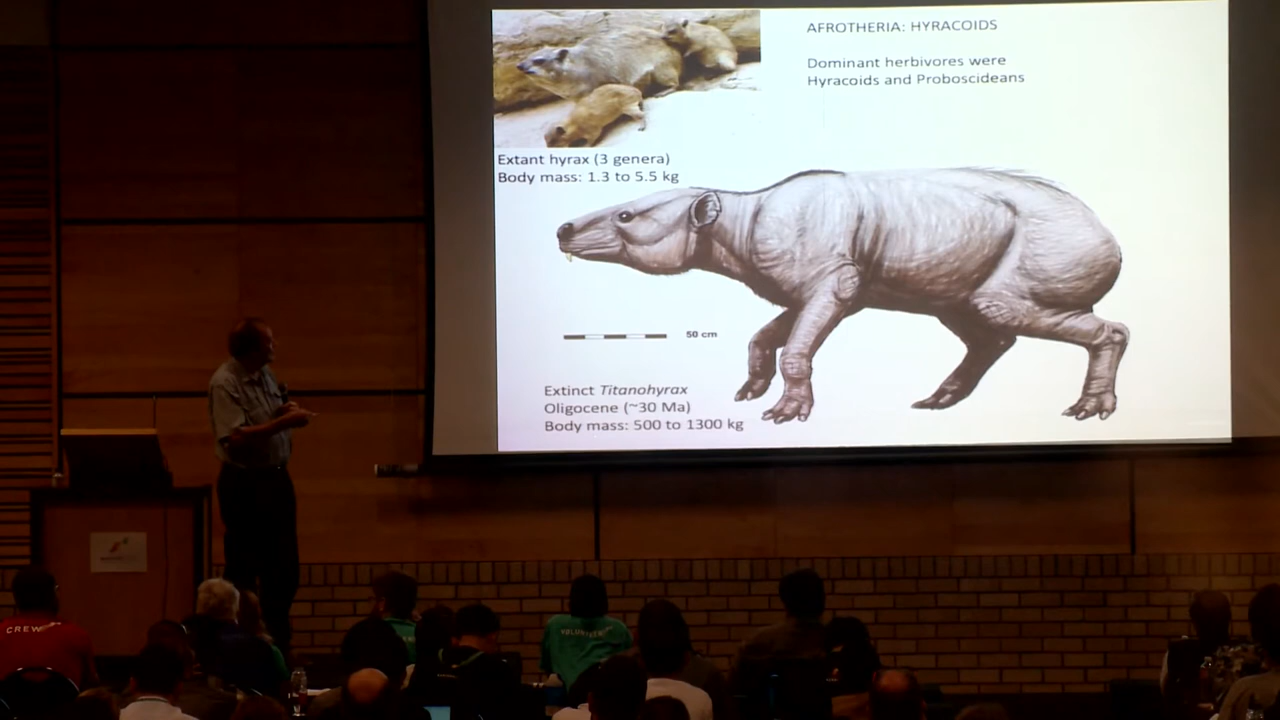 AFROTHERIA: HYRACOIDS
Dominant herbivores were
Hyracoids and Proboscideans
Extant hyrax (3 genera)
Body mass: 1.3 to 5.5 kg
50 cm
Extinct Titanohyrax
Oligocene (~30 Ma)
Body mass: 500 to 1300 kg
CREW
VOLUNTEER